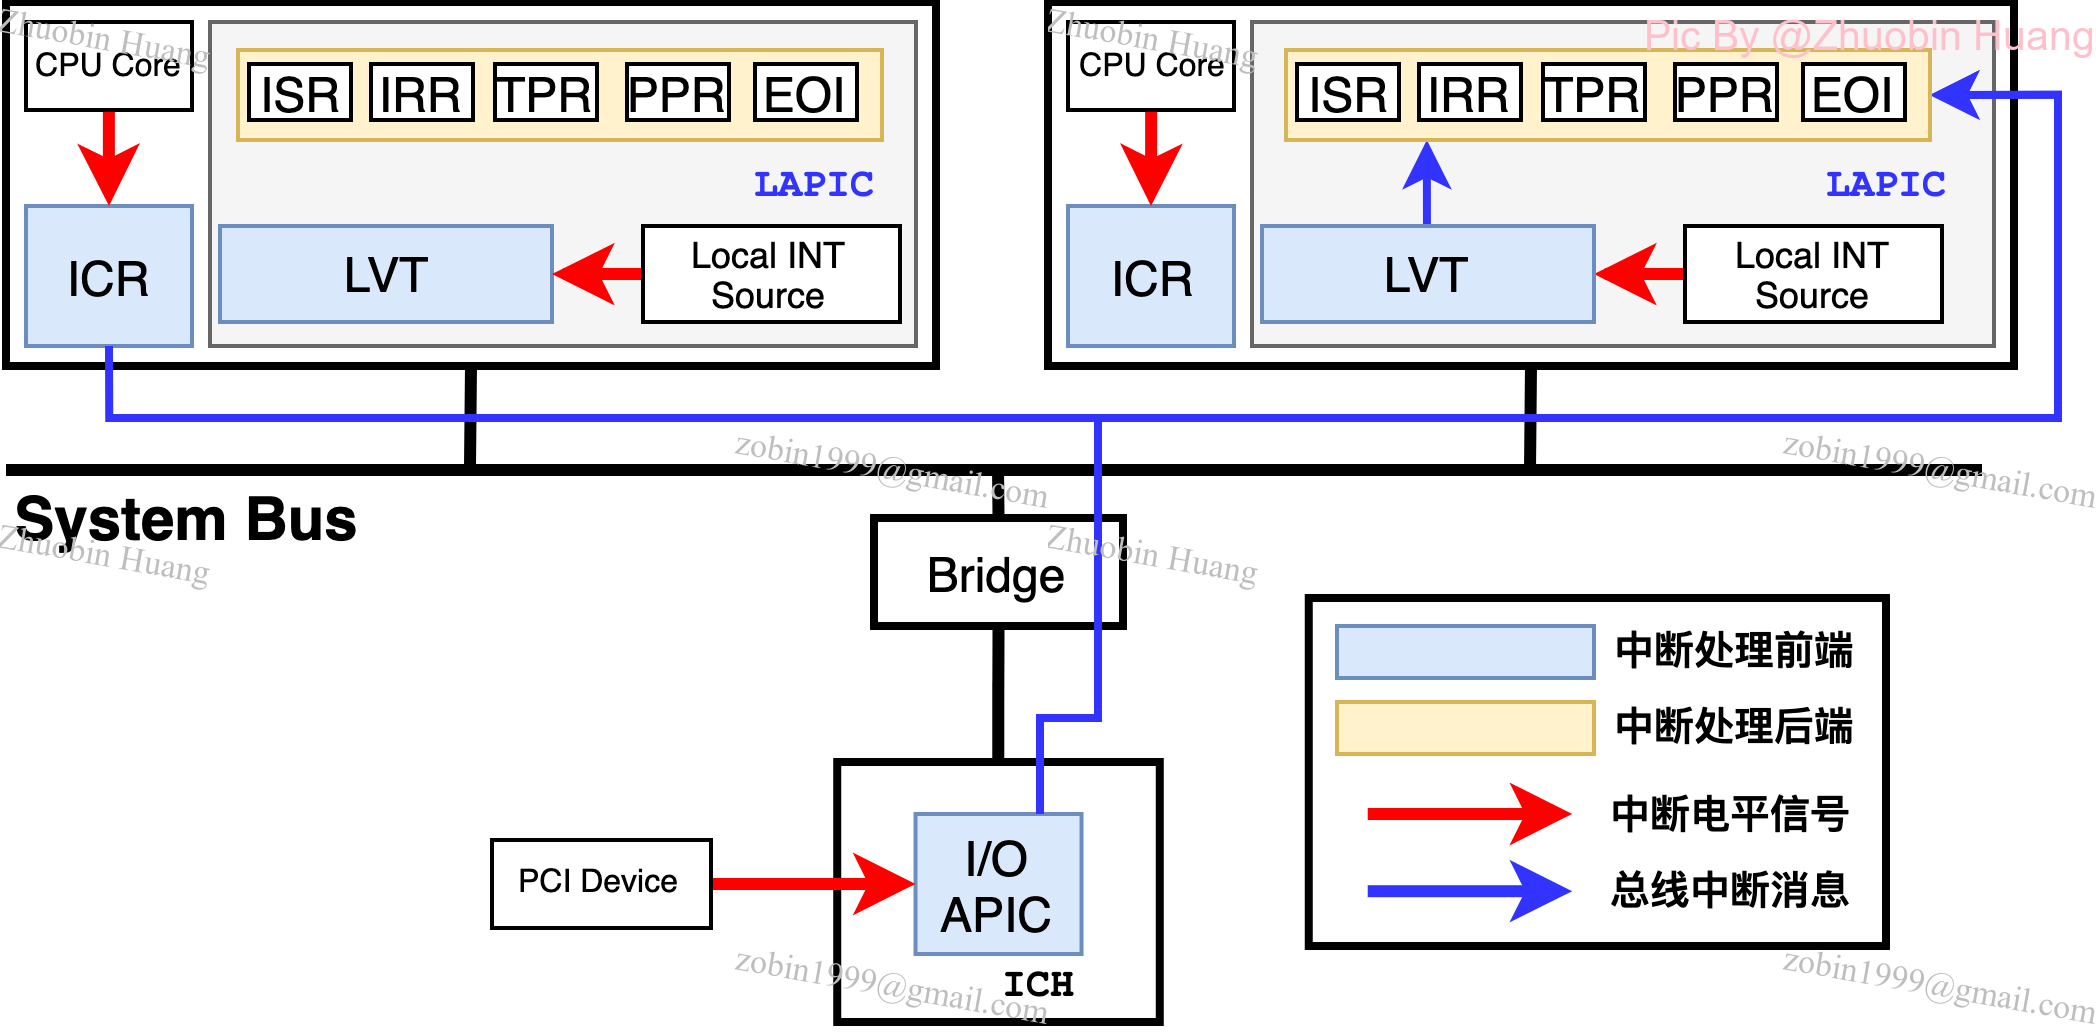 Zhuobin Huang
CPU Core
ISR
IRR
TPR
PPR
EOI
LAPIC
ICR
LVT
Local INT
Source
Zhuobin Huang
Pic By @Zhuobin Huang
CPU Core
ISR
IRR
TPR
PPR
EOI
LAPIC
ICR
LVT
Local INT
Source
zobin1999@gmail.com
zobin1999@gmail.com
System Bus
Zhuobin Huang
Zhuobin Huang
Bridge
中断处理前端
中断处理后端
中断电平信号
总线中断消息
PCI Device
I/O
APIC
ICH
zobin1999@gmail.com
zobin1999@gmail.com